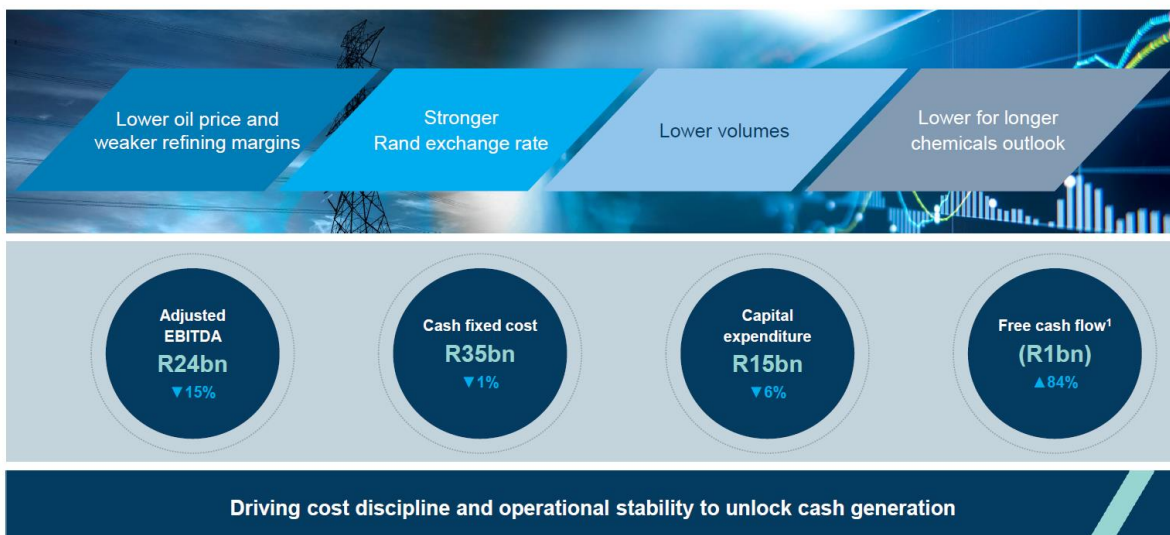 Lower oil price and
weaker refining margins
Stronger
Rand exchange rate
Lower volumes
Lower for longer
chemicals outlook
Adjusted
EBITDA
R24bn
▼15%
Cash fixed cost
R35bn
▼1%
Capital
expenditure
R15bn
▼6%
Free cash flow¹
(R1bn)
▲84%
Driving cost discipline and operational stability to unlock cash generation